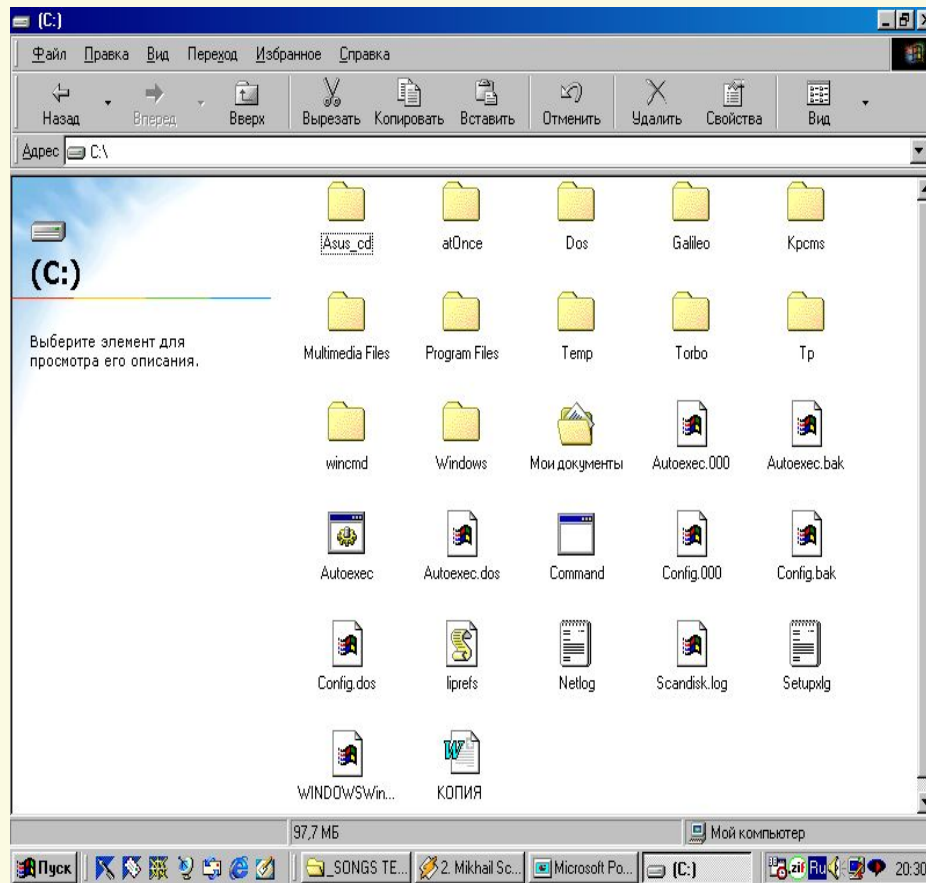 (C:)
Файл Правка Вид Переход Избранное Справка
Назад Вперед Вверх Вырезать Копировать Вставить Отменить Удалить Свойства Вид
Адрес C:\
(C:)
Выберите элемент для
просмотра его описания.
Asus_cd atOnce Dos Galileo Kpcms
Multimedia Files Program Files Temp Torbo Tp
wincmd Windows Мои документы Autoexec.000 Autoexec.bak
Autoexec Autoexec.dos Command Config.000 Config.bak
Config.dos liprefs Netlog Scandisk.log Setupxlg
WINDOWSWin... КОПИЯ
97,7 МБ Мой компьютер
Пуск _SONGS TE... 2. Mikhail Sc... Microsoft Po... (C:) zif Ru 20:30